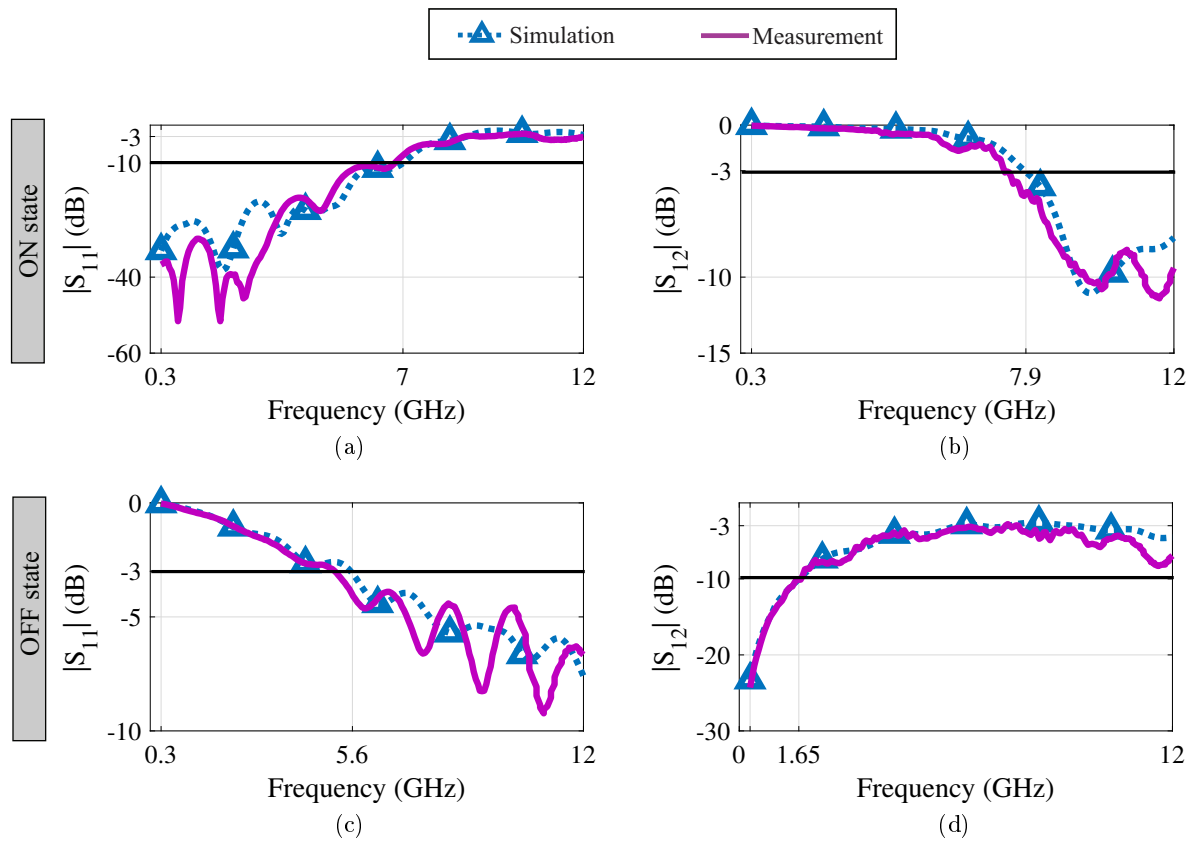 Simulation Measurement
ON state
|S11| (dB)
-3
-10
-40
-60
0.3 7 12
Frequency (GHz)
(a)
|S12| (dB)
0
-3
-10
-15
0.3 7.9 12
Frequency (GHz)
(b)
OFF state
|S11| (dB)
0
-3
-5
-10
0.3 5.6 12
Frequency (GHz)
(c)
|S12| (dB)
-3
-10
-20
-30
0 1.65 12
Frequency (GHz)
(d)